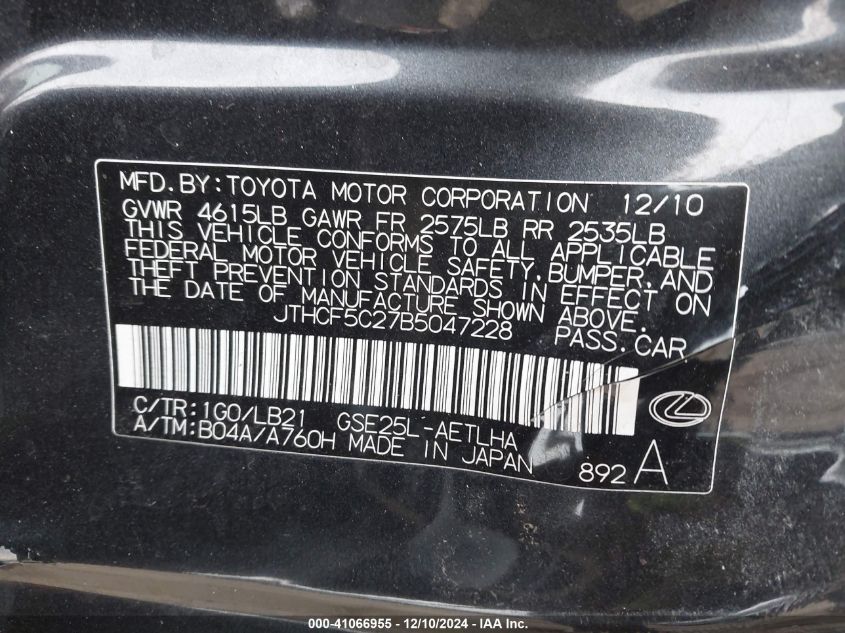 MFD.BY:TOYOTA MOTOR CORPORATION 12/10
GVWR 4615LB GAWR FR 2575LB RR 2535LB
THIS VEHICLE CONFORMS TO ALL APPLICABLE
FEDERAL MOTOR VEHICLE SAFETY,BUMPER,AND
THEFT PREVENTION STANDARDS IN EFFECT ON
THE DATE OF MANUFACTURE SHOWN ABOVE.
JTHCF5C27B5047228 PASS.CAR
C/TR:1G0/LB21 GSE25L-AETLHA
A/TM:B04A/A760H MADE IN JAPAN 892A
000-41066955 - 12/10/2024 - IAA Inc.